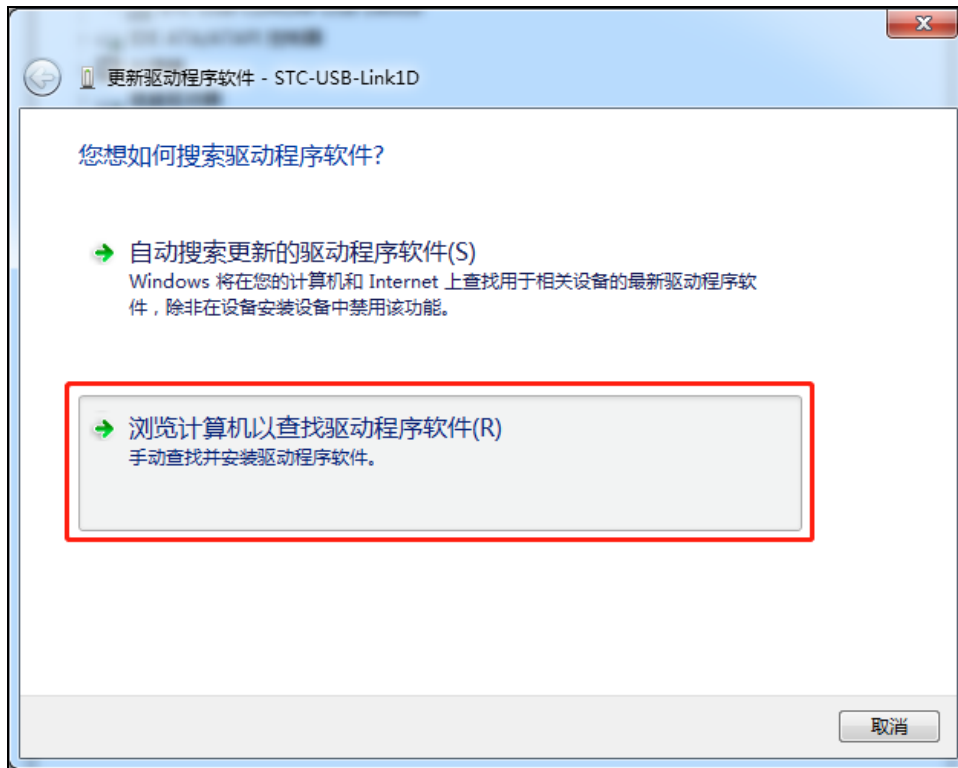 更新驱动程序软件 - STC-USB-Link1D
您想如何搜索驱动程序软件?
自动搜索更新的驱动程序软件(S)
Windows 将在您的计算机和 Internet 上查找用于相关设备的最新驱动程序软
件，除非在设备安装设备中禁用该功能。
浏览计算机以查找驱动程序软件(R)
手动查找并安装驱动程序软件。
取消